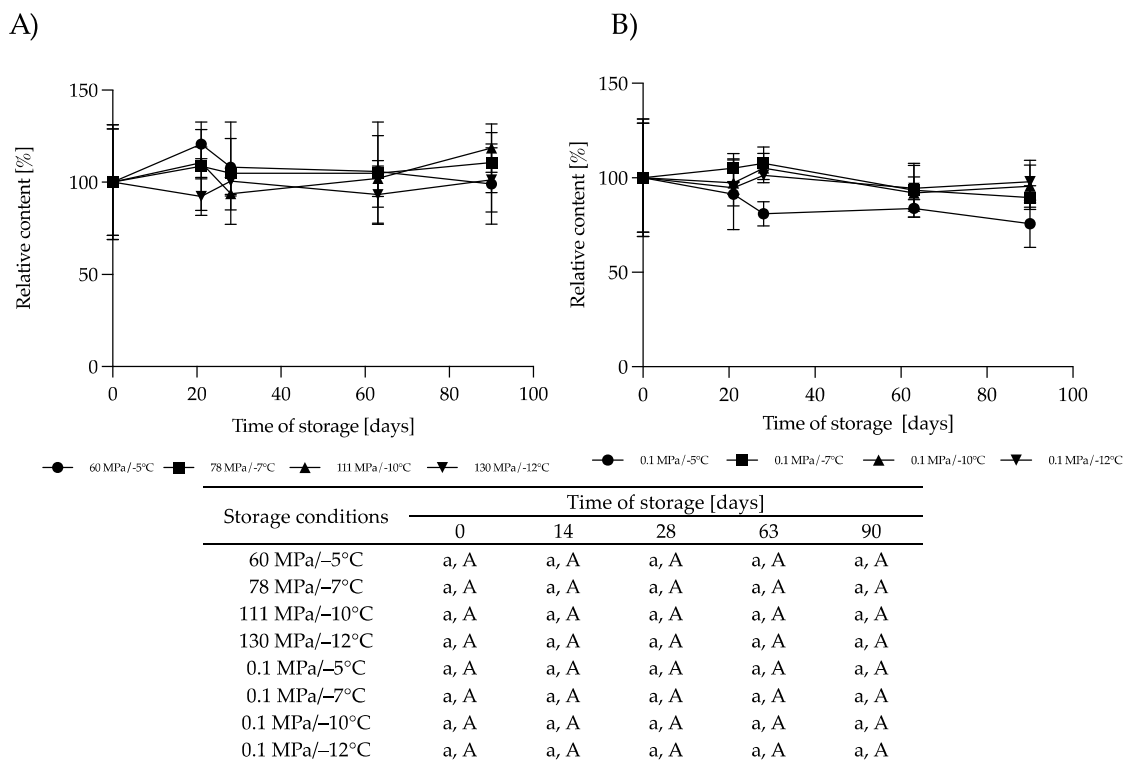 A)
B)
150
100
50
0
Relative content [%]
0 20 40 60 80 100
Time of storage [days]
60 MPa/-5°C 78 MPa/-7°C 111 MPa/-10°C 130 MPa/-12°C
150
100
50
0
Relative content [%]
0 20 40 60 80 100
Time of storage [days]
0.1 MPa/-5°C 0.1 MPa/-7°C 0.1 MPa/-10°C 0.1 MPa/-12°C
Storage conditions
Time of storage [days]
0 14 28 63 90
60 MPa/–5°C a, A a, A a, A a, A a, A
78 MPa/–7°C a, A a, A a, A a, A a, A
111 MPa/–10°C a, A a, A a, A a, A a, A
130 MPa/–12°C a, A a, A a, A a, A a, A
0.1 MPa/–5°C a, A a, A a, A a, A a, A
0.1 MPa/–7°C a, A a, A a, A a, A a, A
0.1 MPa/–10°C a, A a, A a, A a, A a, A
0.1 MPa/–12°C a, A a, A a, A a, A a, A